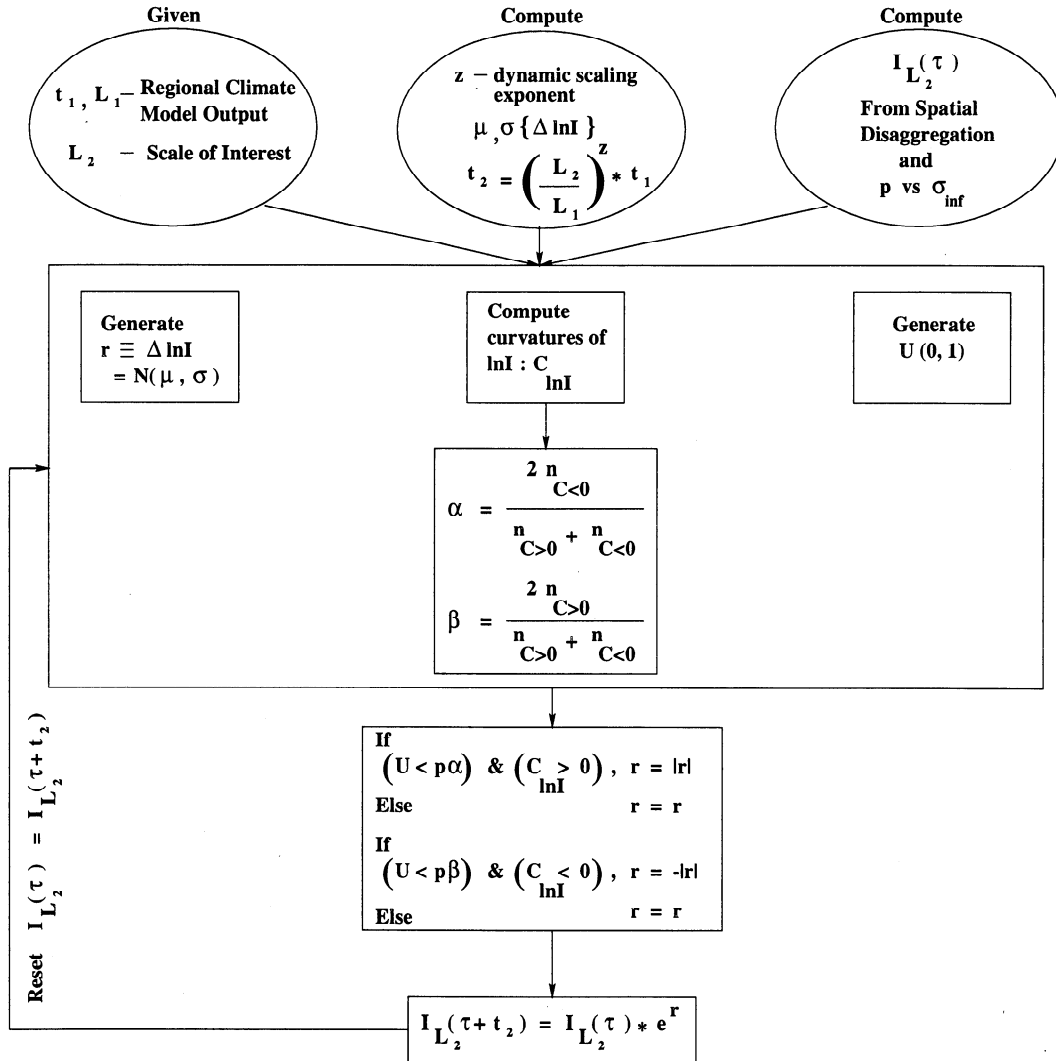 Given
t₁, L₁ – Regional Climate
Model Output
L₂ – Scale of Interest
Compute
z – dynamic scaling
exponent
μ, σ {Δ lnI}
t₂ = (L₂ / L₁)^z * t₁
Compute
I_L₂(τ)
From Spatial
Disaggregation
and
p vs σ_inf
Generate
r ≡ Δ lnI
= N(μ, σ)
Compute
curvatures of
lnI : C_lnI
Generate
U (0, 1)
α = 2 n_C<0 / (n_C>0 + n_C<0)
β = 2 n_C>0 / (n_C>0 + n_C<0)
If
(U < pα) & (C_lnI > 0), r = |r|
Else r = r
If
(U < pβ) & (C_lnI < 0), r = -|r|
Else r = r
I_L₂(τ+ t₂) = I_L₂(τ) * e^r
Reset I_L₂(τ) = I_L₂(τ+t₂)